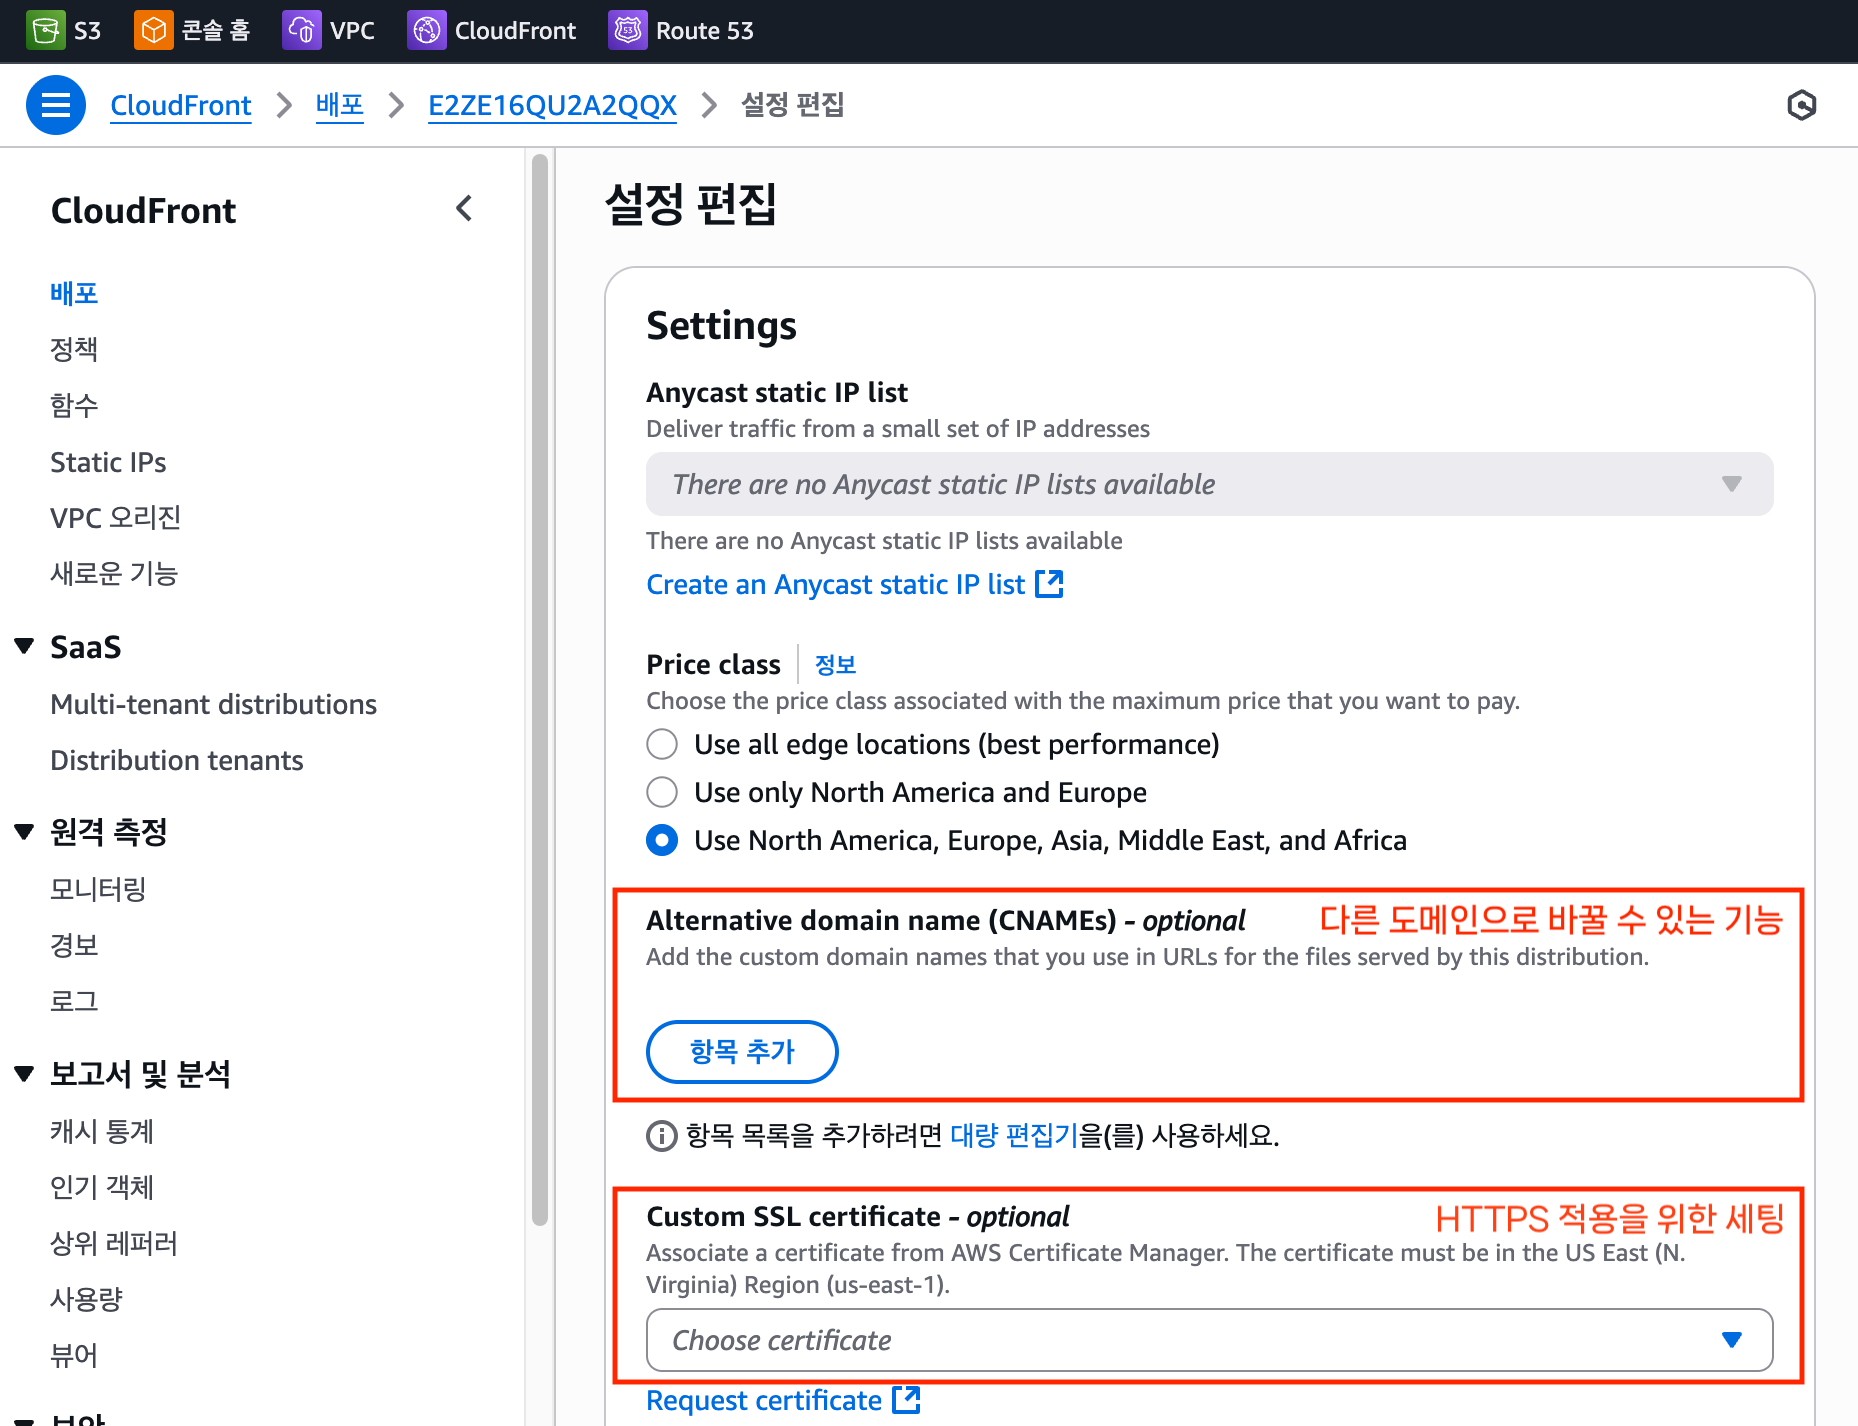 S3 콘솔 홈 VPC CloudFront Route 53
CloudFront 배포 E2ZE16QU2A2QQX 설정 편집
CloudFront
배포
정책
함수
Static IPs
VPC 오리진
새로운 기능
SaaS
Multi-tenant distributions
Distribution tenants
원격 측정
모니터링
경보
로그
보고서 및 분석
캐시 통계
인기 객체
상위 레퍼러
사용량
뷰어
보안
설정 편집
Settings
Anycast static IP list
Deliver traffic from a small set of IP addresses
There are no Anycast static IP lists available
There are no Anycast static IP lists available
Create an Anycast static IP list
Price class 정보
Choose the price class associated with the maximum price that you want to pay.
Use all edge locations (best performance)
Use only North America and Europe
Use North America, Europe, Asia, Middle East, and Africa
Alternative domain name (CNAMEs) - optional 다른 도메인으로 바꿀 수 있는 기능
Add the custom domain names that you use in URLs for the files served by this distribution.
항목 추가
항목 목록을 추가하려면 대량 편집기을(를) 사용하세요.
Custom SSL certificate - optional HTTPS 적용을 위한 세팅
Associate a certificate from AWS Certificate Manager. The certificate must be in the US East (N.
Virginia) Region (us-east-1).
Choose certificate
Request certificate